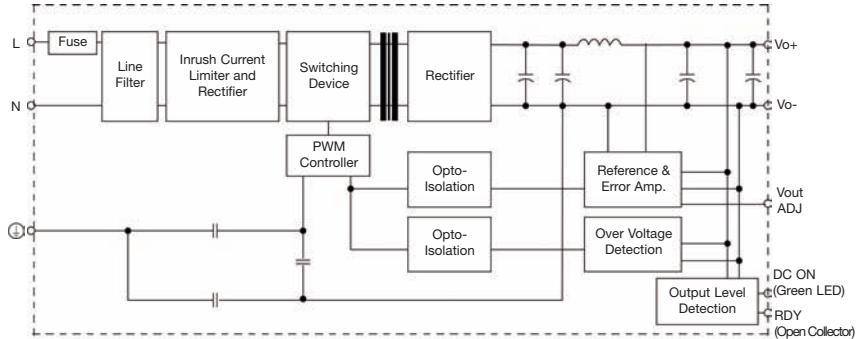 L
Fuse
Line
Filter
Inrush Current
Limiter and
Rectifier
Switching
Device
Rectifier
Vo+
N
Vo-
PWM
Controller
Opto-
Isolation
Reference &
Error Amp.
Vout
ADJ
Opto-
Isolation
Over Voltage
Detection
Output Level
Detection
DC ON
(Green LED)
RDY
(Open Collector)